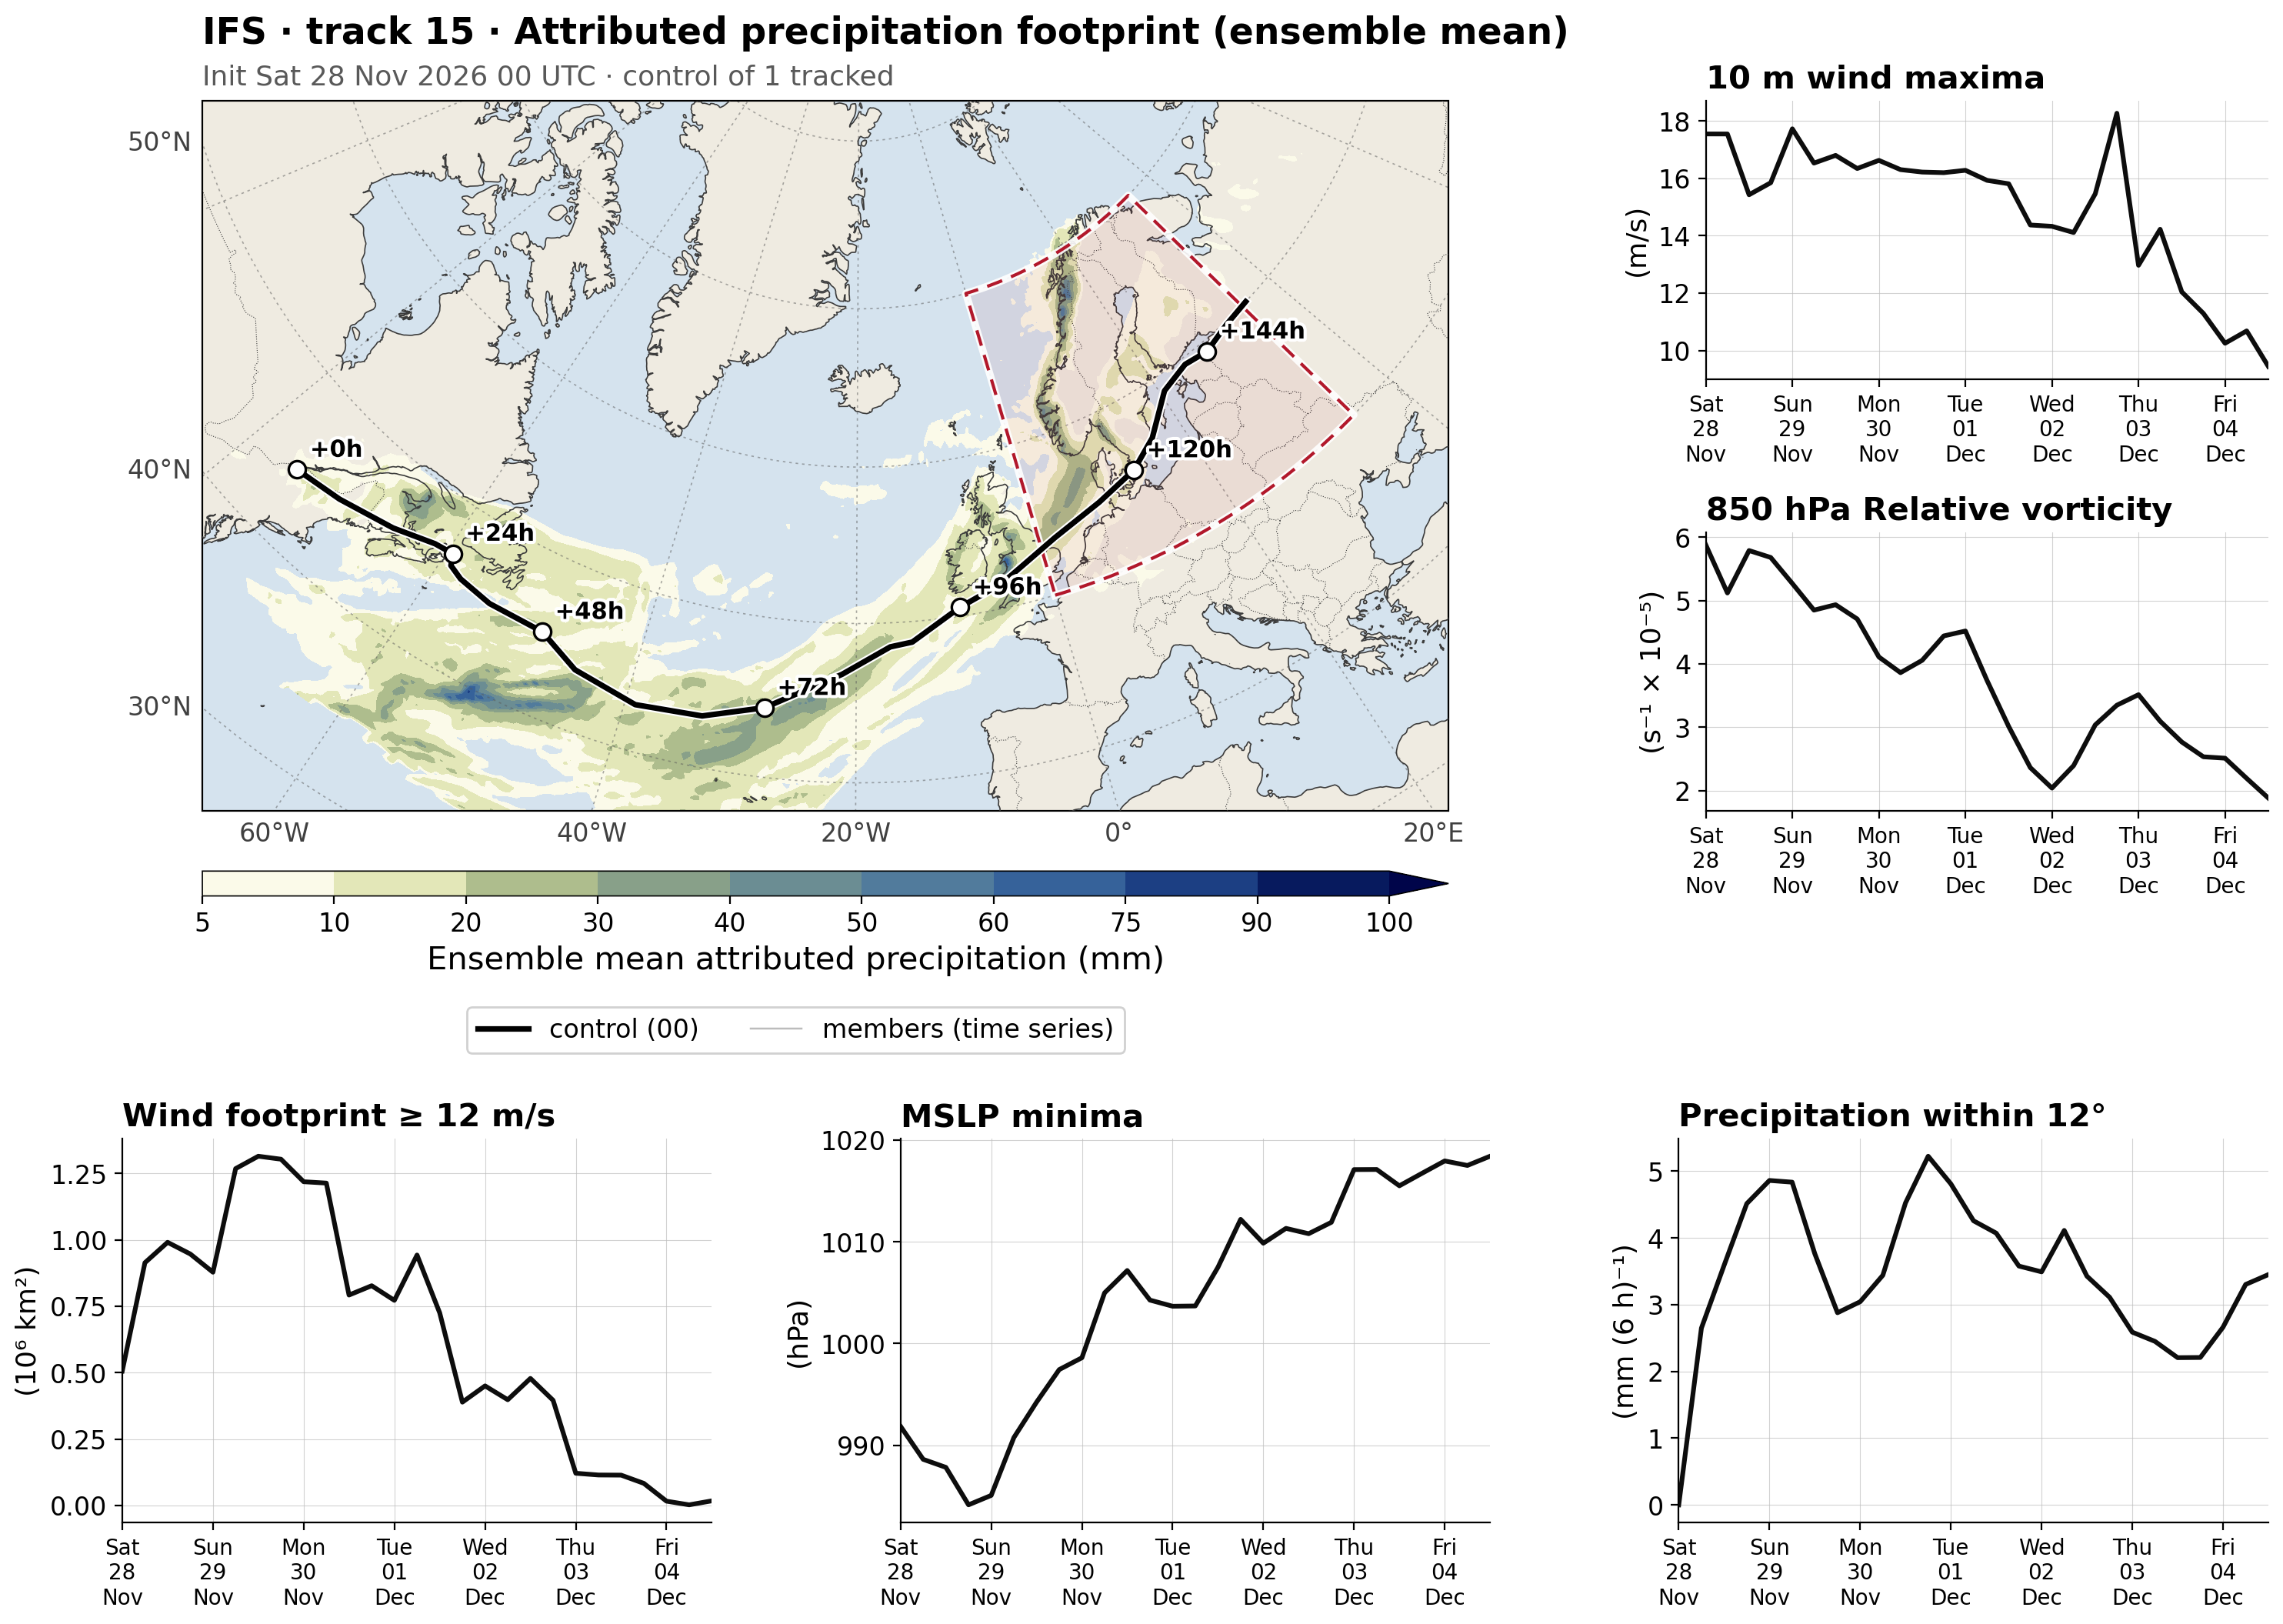 IFS · track 15 · Attributed precipitation footprint (ensemble mean)
Init Sat 28 Nov 2026 00 UTC · control of 1 tracked
50°N
40°N
30°N
60°W 40°W 20°W 0° 20°E
+0h
+24h
+48h
+72h
+96h
+120h
+144h
5 10 20 30 40 50 60 75 90 100
Ensemble mean attributed precipitation (mm)
control (00) members (time series)
10 m wind maxima
(m/s)
18
16
14
12
10
Sat Sun Mon Tue Wed Thu Fri
28 29 30 01 02 03 04
Nov Nov Nov Dec Dec Dec Dec
850 hPa Relative vorticity
(s⁻¹ × 10⁻⁵)
6
5
4
3
2
Sat Sun Mon Tue Wed Thu Fri
28 29 30 01 02 03 04
Nov Nov Nov Dec Dec Dec Dec
Wind footprint ≥ 12 m/s
(10⁶ km²)
1.25
1.00
0.75
0.50
0.25
0.00
Sat Sun Mon Tue Wed Thu Fri
28 29 30 01 02 03 04
Nov Nov Nov Dec Dec Dec Dec
MSLP minima
(hPa)
1020
1010
1000
990
Sat Sun Mon Tue Wed Thu Fri
28 29 30 01 02 03 04
Nov Nov Nov Dec Dec Dec Dec
Precipitation within 12°
(mm (6 h)⁻¹)
5
4
3
2
1
0
Sat Sun Mon Tue Wed Thu Fri
28 29 30 01 02 03 04
Nov Nov Nov Dec Dec Dec Dec